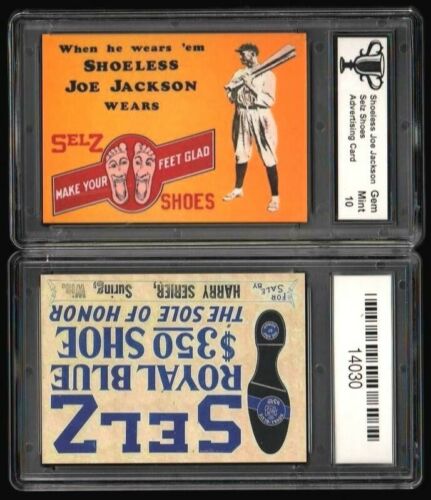 When he wears 'em
SHOELESS
JOE JACKSON
WEARS
SELZ
MAKE YOUR FEET GLAD
SHOES
Shoeless Joe Jackson Gem
Selz Shoes Mint
Advertising Card 10
SELZ
ROYAL BLUE
$3.50 SHOE
THE SOLE OF HONOR
FOR SALE BY HARRY SERIER, Suring, Wis.
14030